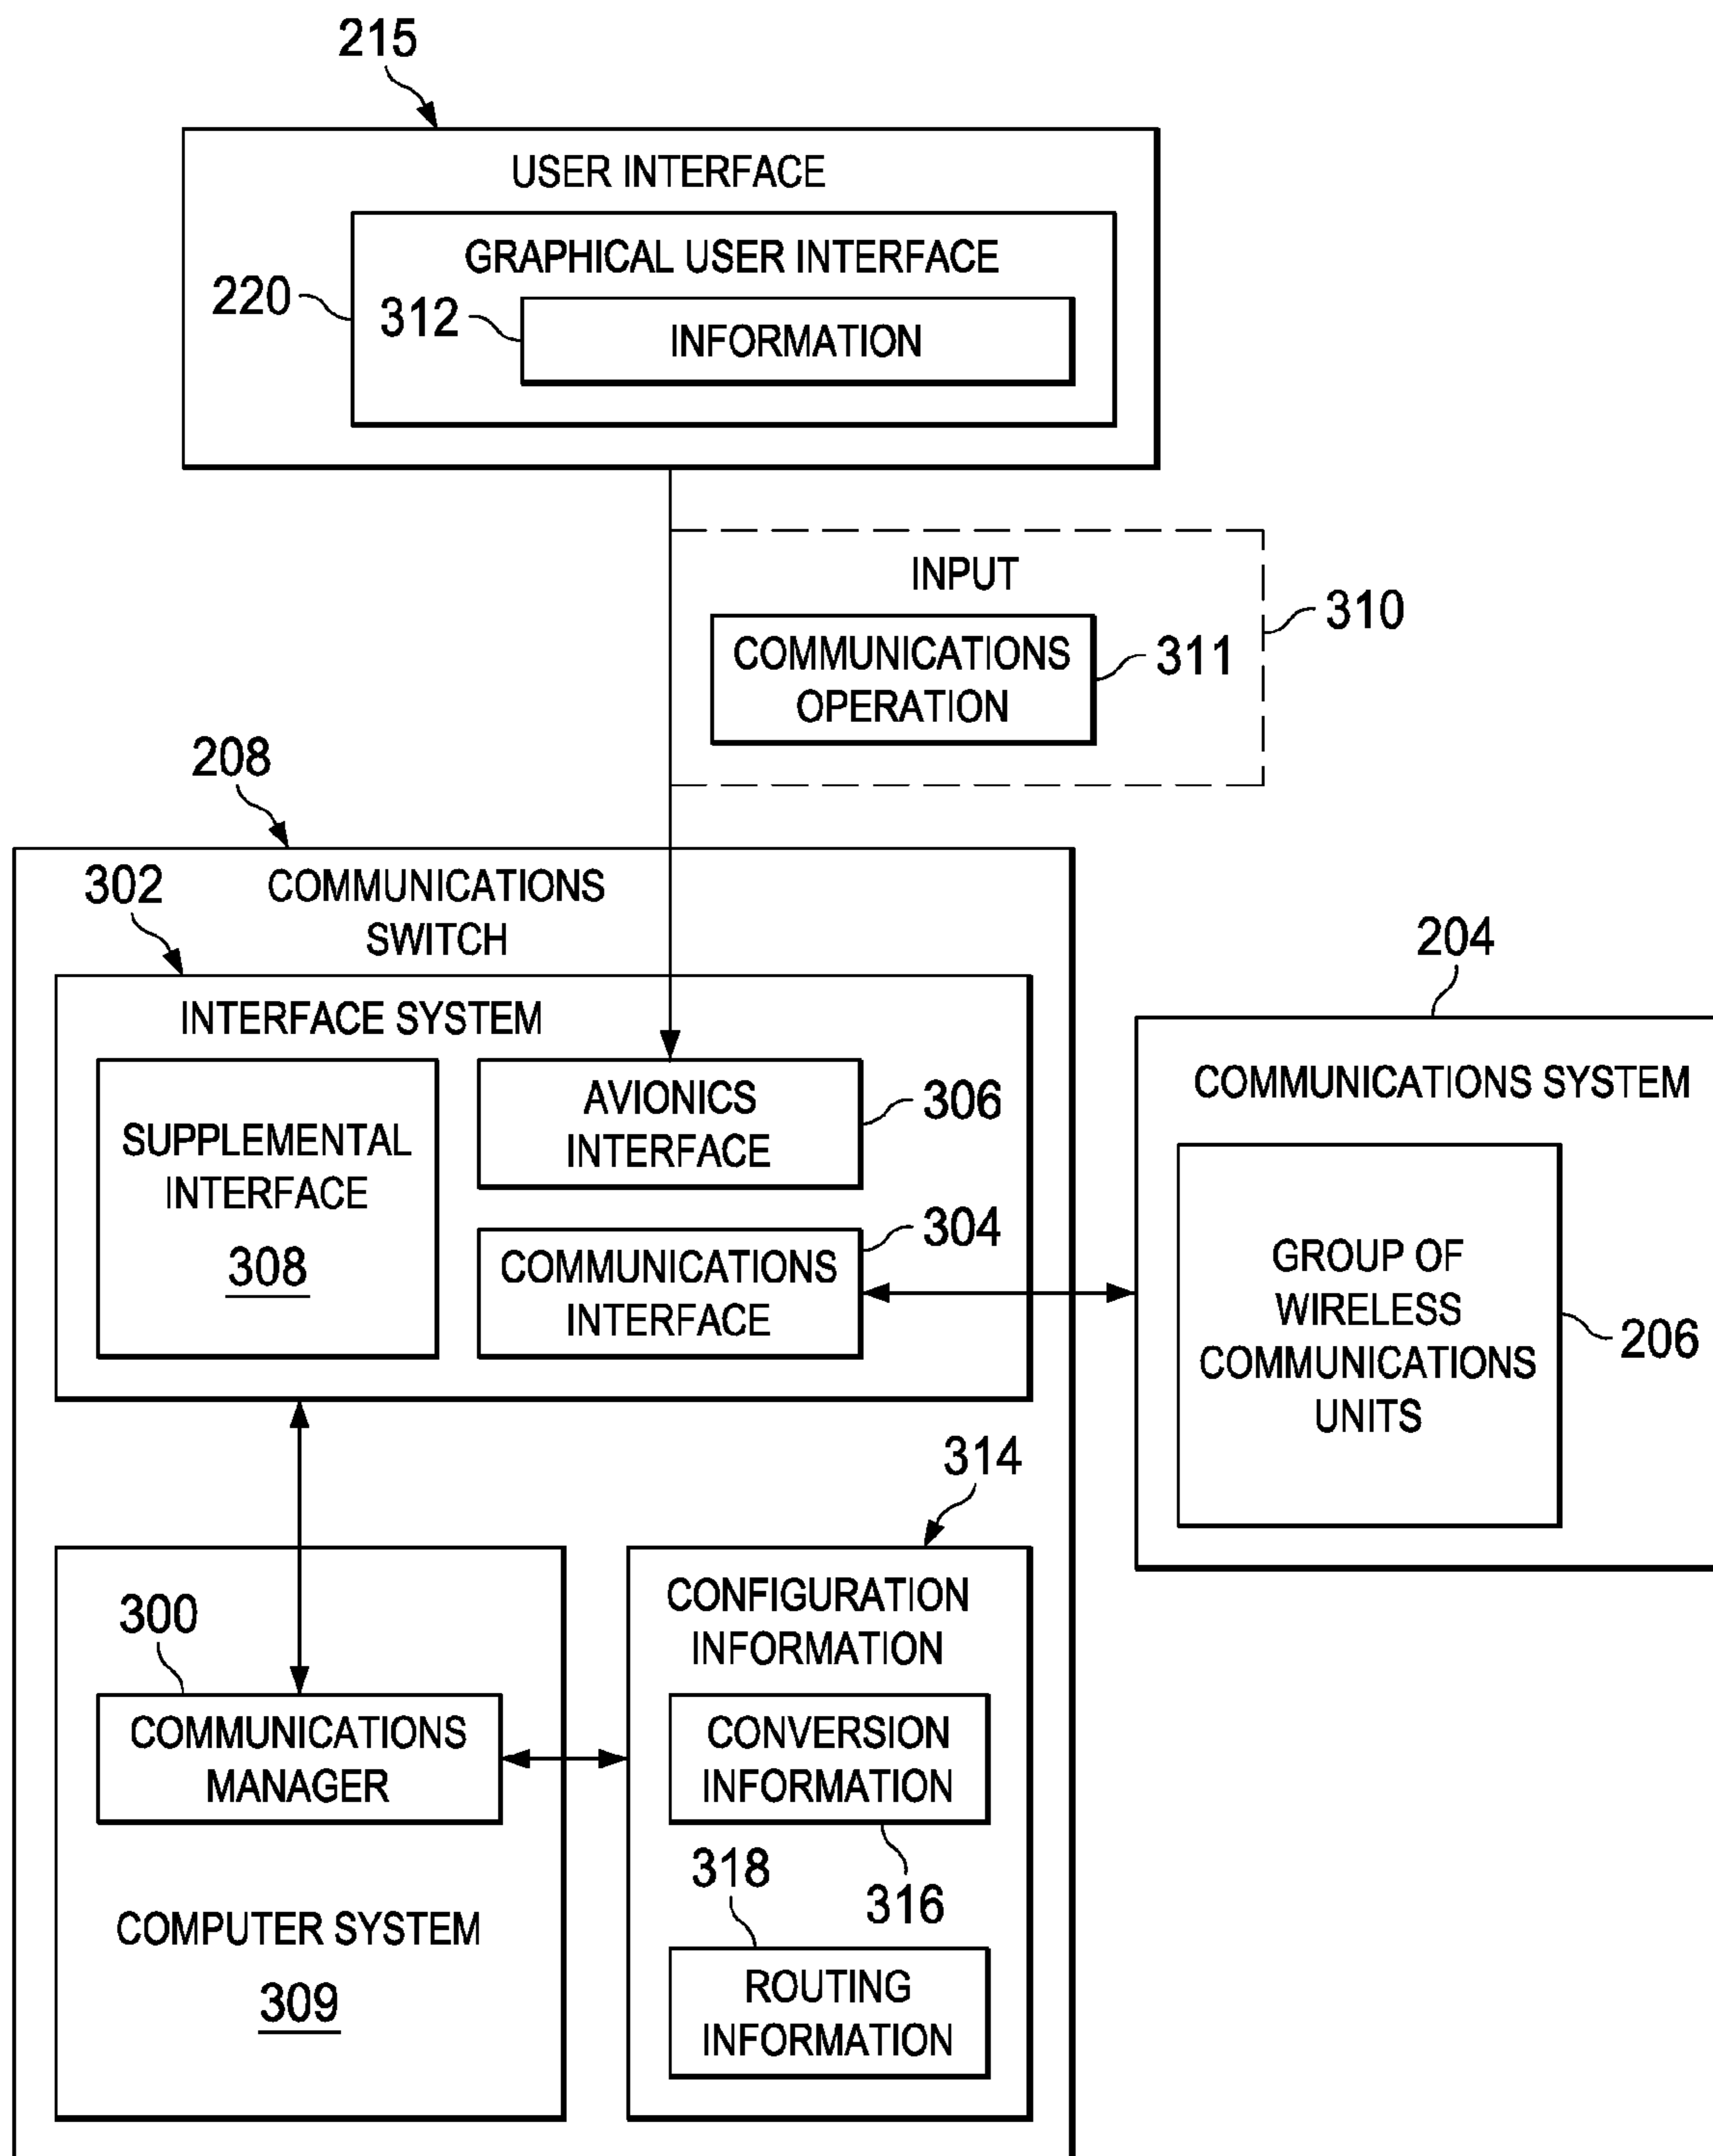 215
USER INTERFACE
GRAPHICAL USER INTERFACE
220
312
INFORMATION
INPUT
310
COMMUNICATIONS
OPERATION
311
208
COMMUNICATIONS
SWITCH
302
INTERFACE SYSTEM
SUPPLEMENTAL
INTERFACE
308
AVIONICS
INTERFACE
306
COMMUNICATIONS
INTERFACE
304
204
COMMUNICATIONS SYSTEM
GROUP OF
WIRELESS
COMMUNICATIONS
UNITS
206
300
COMMUNICATIONS
MANAGER
COMPUTER SYSTEM
309
314
CONFIGURATION
INFORMATION
CONVERSION
INFORMATION
316
318
ROUTING
INFORMATION